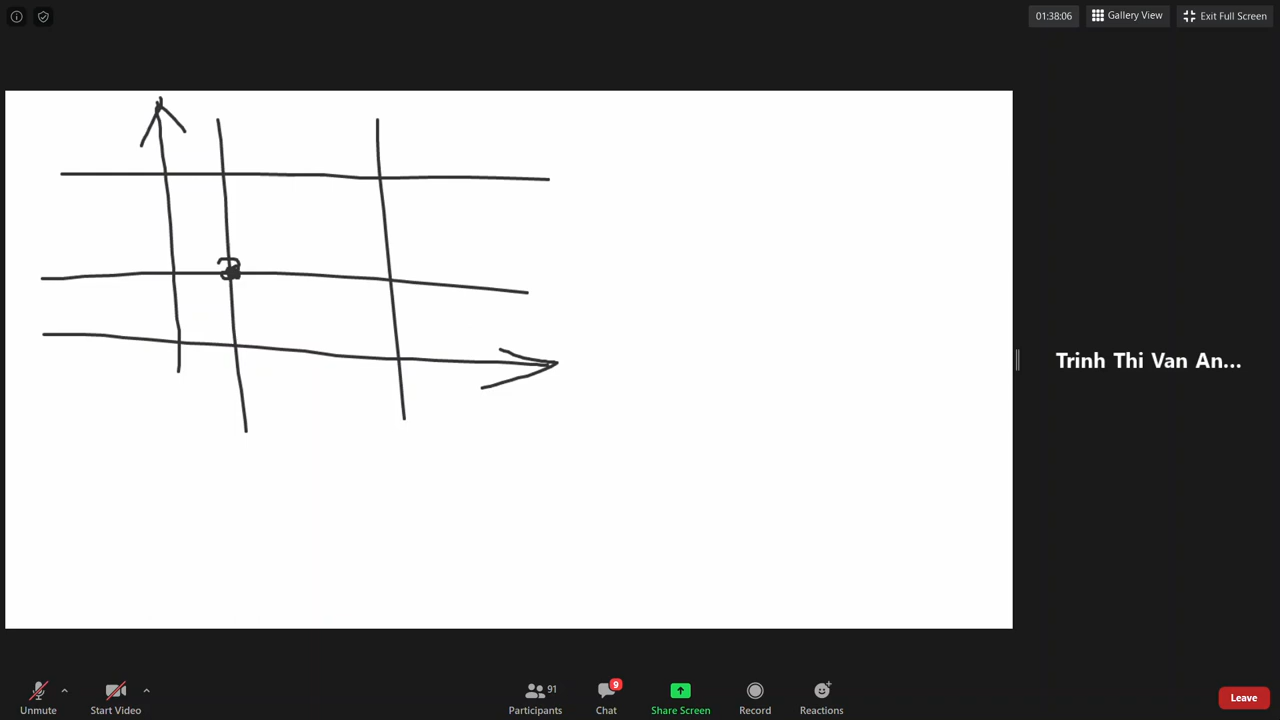 01:38:06 Gallery View Exit Full Screen
Trinh Thi Van An...
Unmute Start Video 91 Participants 9 Chat Share Screen Record Reactions Leave